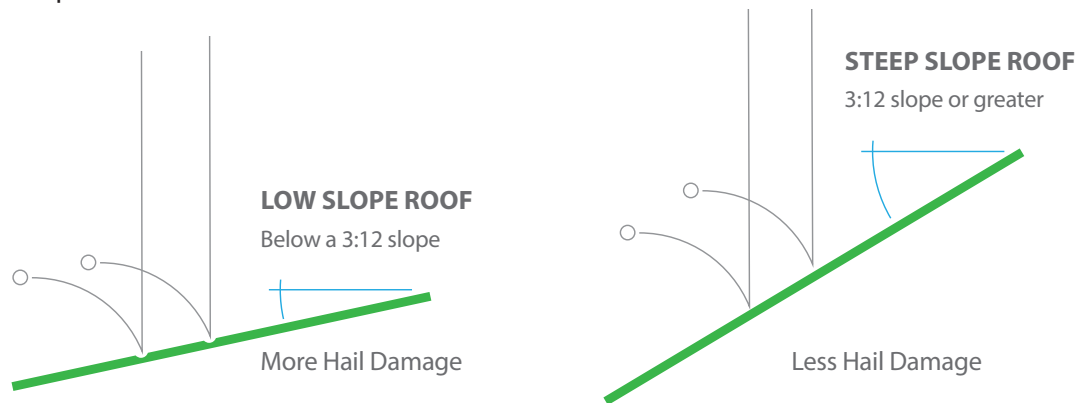 LOW SLOPE ROOF
Below a 3:12 slope
More Hail Damage
STEEP SLOPE ROOF
3:12 slope or greater
Less Hail Damage